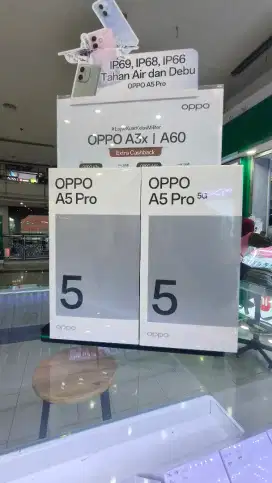 IP69, IP68, IP66
Tahan Air dan Debu
OPPO A5 Pro
oppo
OPPO A3x | A60
Extra Cashback
OPPO
A5 Pro
5
oppo
OPPO
A5 Pro 5G
5
oppo